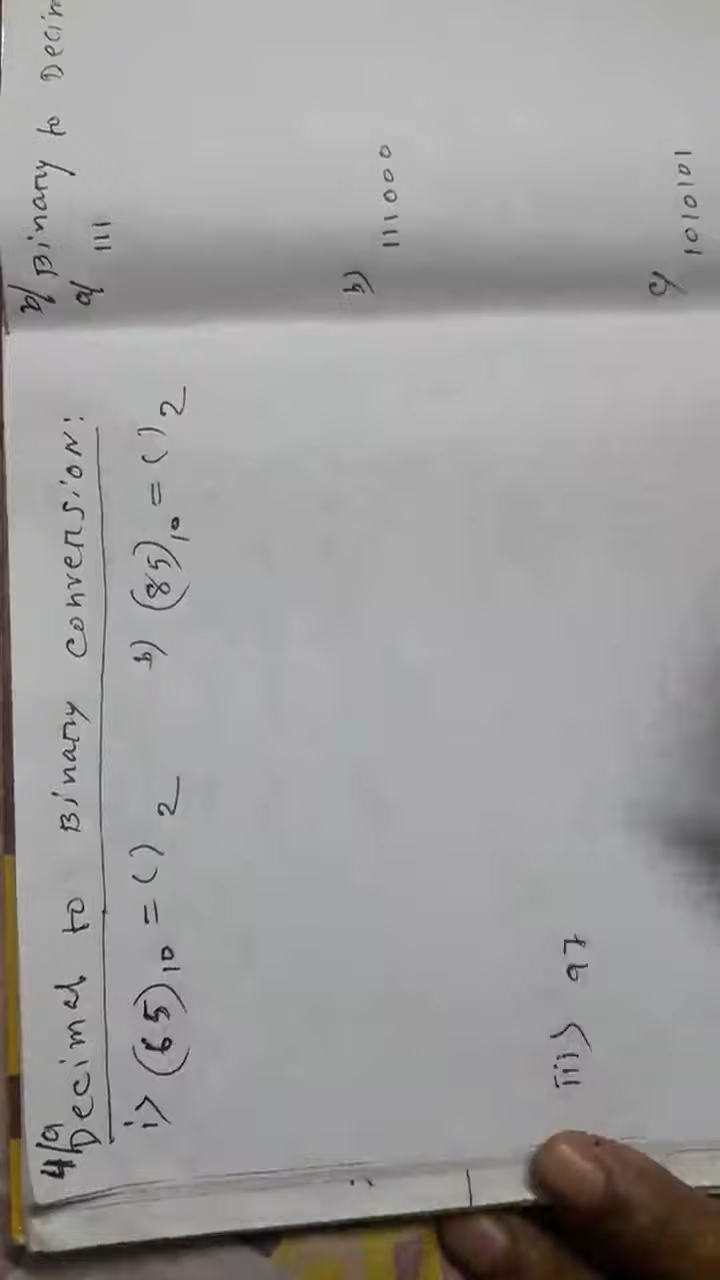 4/a
Decimal to Binary conversion:
i> (65)10 = ( )2
b) (85)10 = ( )2
iii> 97
b/ Binary to Decim
a/ 111
b) 111000
c/ 1010101